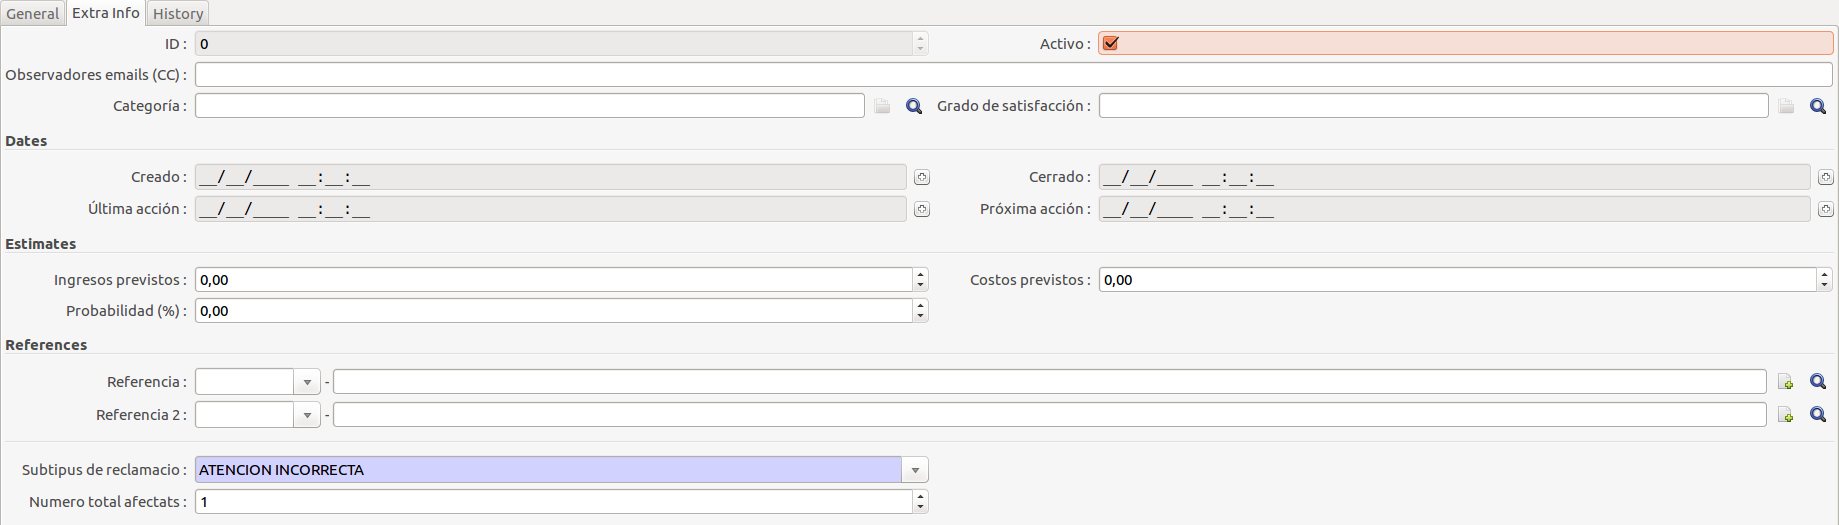 General Extra Info History
ID : 0 Activo :
Observadores emails (CC) :
Categoría : Grado de satisfacción :
Dates
Creado : __/__/____ __:__:__ Cerrado : __/__/____ __:__:__
Última acción : __/__/____ __:__:__ Próxima acción : __/__/____ __:__:__
Estimates
Ingresos previstos : 0,00 Costos previstos : 0,00
Probabilidad (%) : 0,00
References
Referencia : -
Referencia 2 : -
Subtipus de reclamacio : ATENCION INCORRECTA
Numero total afectats : 1